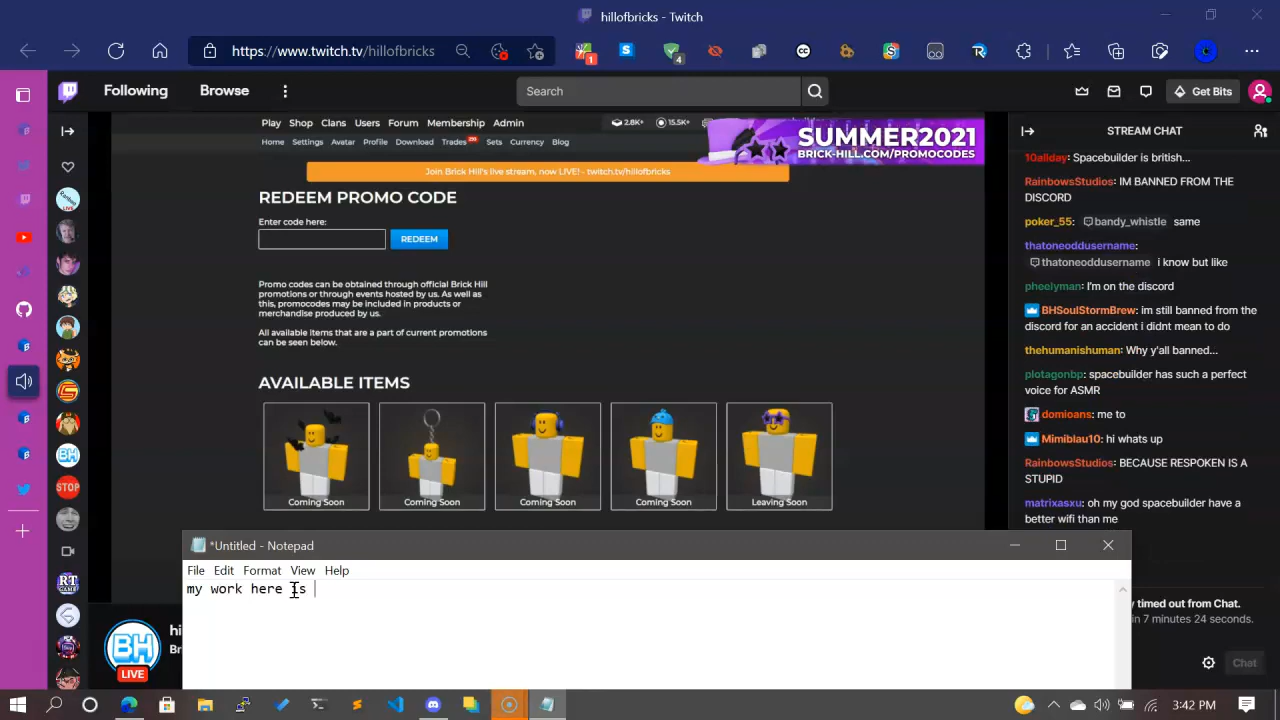 hillofbricks - Twitch
https://www.twitch.tv/hillofbricks
1
4
Following
Browse
Search
Get Bits
Play Shop Clans Users Forum Membership Admin
2.8K+ 15.5K+
Home Settings Avatar Profile Download Trades Sets Currency Blog
SUMMER2021
BRICK-HILL.COM/PROMOCODES
Join Brick Hill's live stream, now LIVE! - twitch.tv/hillofbricks
REDEEM PROMO CODE
Enter code here:
REDEEM
Promo codes can be obtained through official Brick Hill
promotions or through events hosted by us. As well as
this, promocodes may be included in products or
merchandise produced by us.
All available items that are a part of current promotions
can be seen below.
AVAILABLE ITEMS
Coming Soon
Coming Soon
Coming Soon
Coming Soon
Leaving Soon
STREAM CHAT
10allday: Spacebuilder is british...
RainbowsStudios: IM BANNED FROM THE
DISCORD
poker_55: bandy_whistle same
thatoneoddusername:
thatoneoddusername i know but like
pheelyman: I'm on the discord
BHSoulStormBrew: im still banned from the
discord for an accident i didnt mean to do
thehumanishuman: Why y'all banned...
plotagonbp: spacebuilder has such a perfect
voice for ASMR
domioans: me to
Mimiblau10: hi whats up
RainbowsStudios: BECAUSE RESPOKEN IS A
STUPID
matrixasxu: oh my god spacebuilder have a
better wifi than me
y timed out from Chat.
in 7 minutes 24 seconds.
Chat
*Untitled - Notepad
File Edit Format View Help
my work here is
BH
STOP
RT
BH
LIVE
hi
Br
3:42 PM